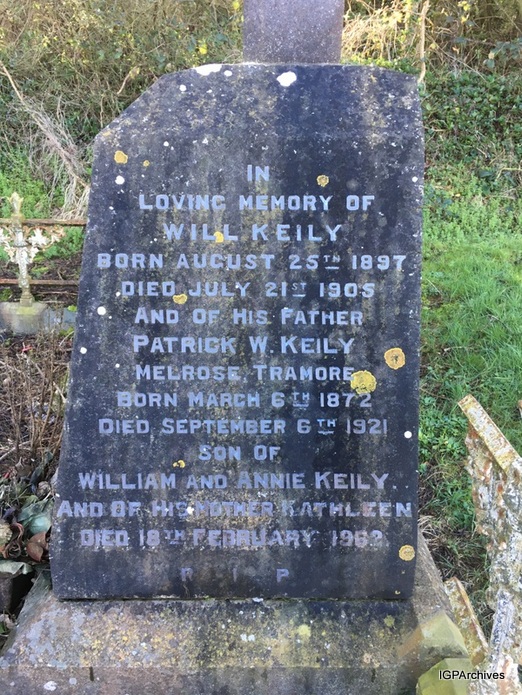 IN
LOVING MEMORY OF
WILL KEILY
BORN AUGUST 25TH 1897
DIED JULY 21ST 1905
AND OF HIS FATHER
PATRICK W. KEILY
MELROSE, TRAMORE
BORN MARCH 6TH 1872
DIED SEPTEMBER 6TH 1921
SON OF
WILLIAM AND ANNIE KEILY.
AND OF HIS MOTHER KATHLEEN
DIED 18TH FEBRUARY 1962
R I P
IGPArchives